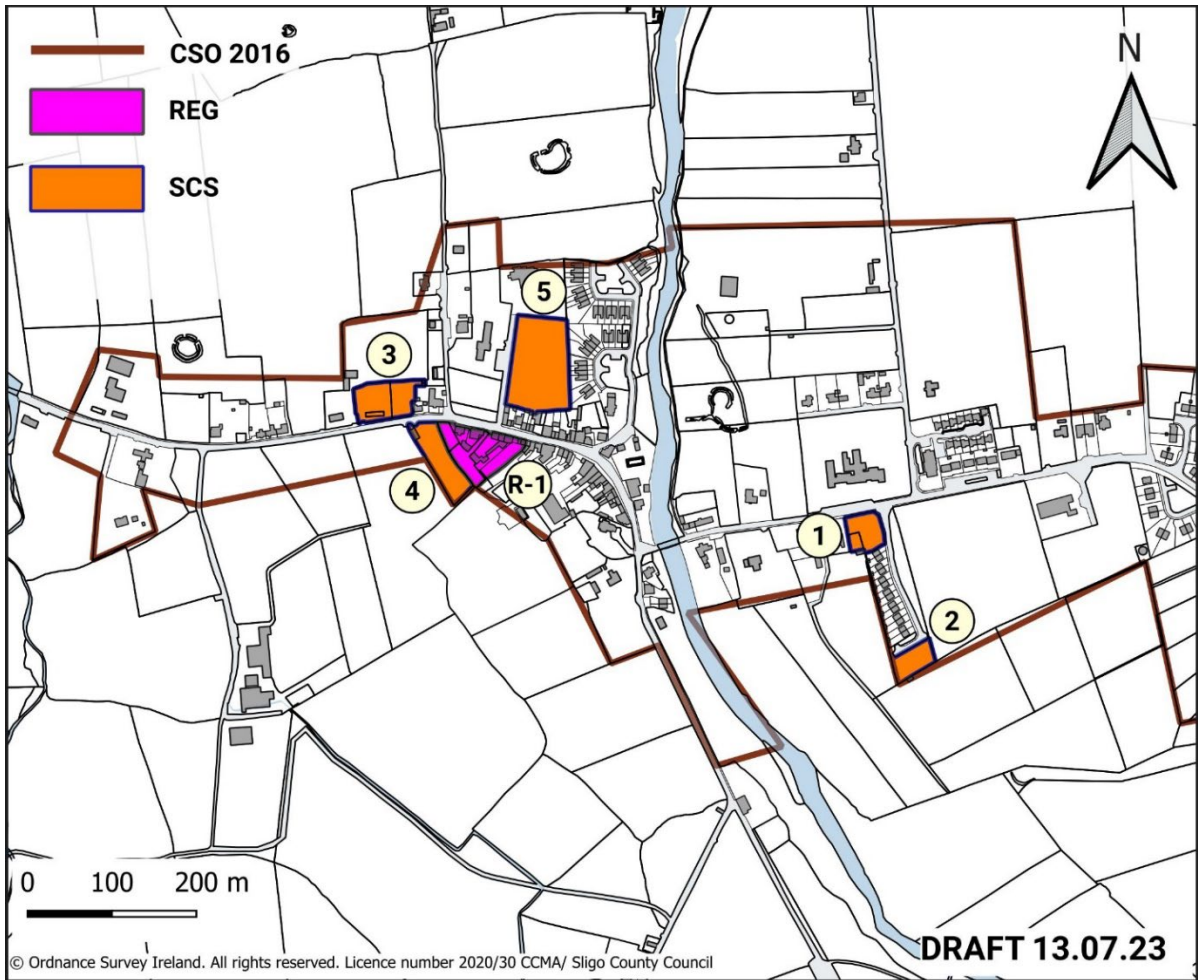 CSO 2016
REG
SCS
N
5
3
4
R-1
1
2
0 100 200 m
DRAFT 13.07.23
© Ordnance Survey Ireland. All rights reserved. Licence number 2020/30 CCMA/ Sligo County Council